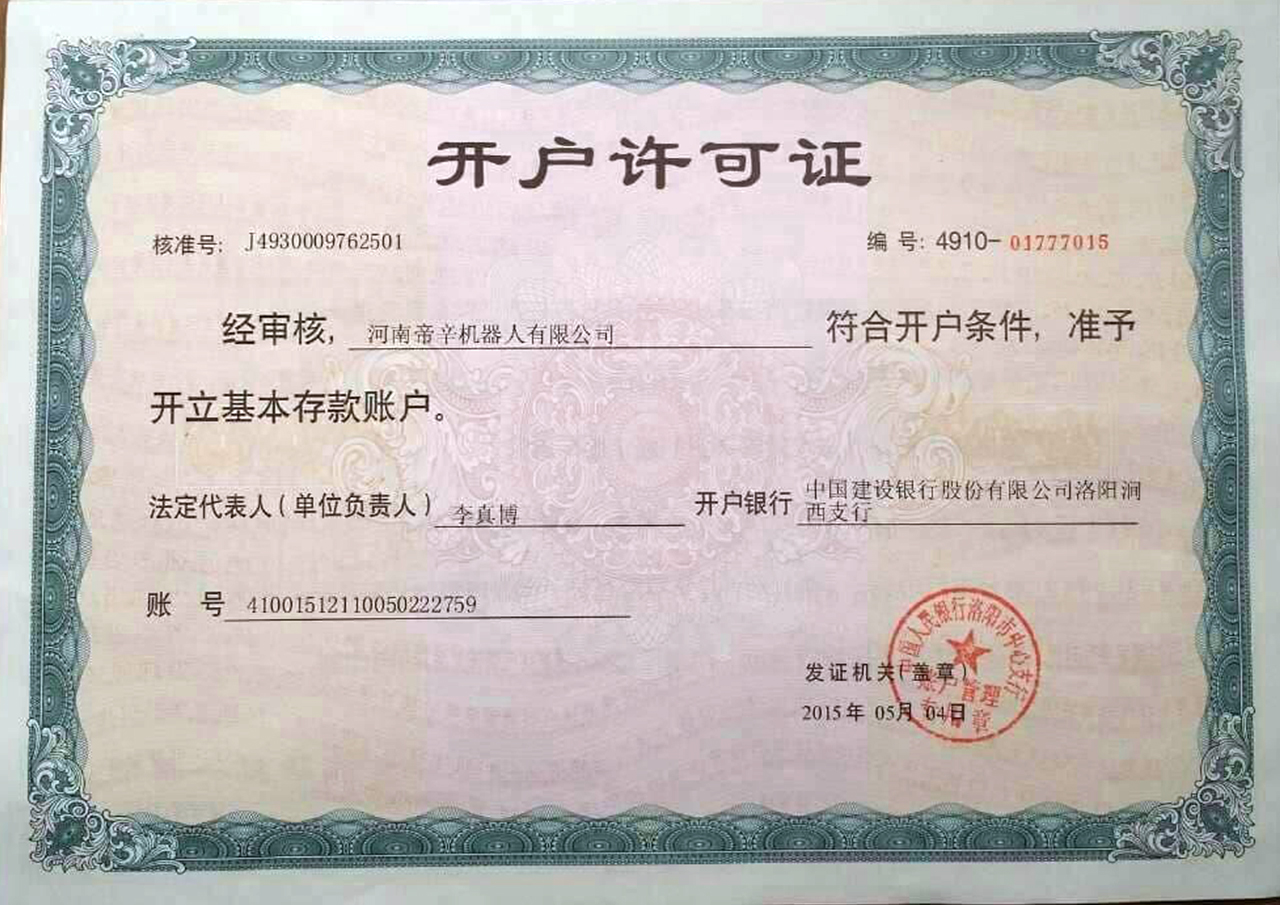 开户许可证
核准号: J4930009762501
编 号: 4910-01777015
经审核, 河南帝辛机器人有限公司 符合开户条件, 准予
开立基本存款账户。
法定代表人(单位负责人) 李真博 开户银行 中国建设银行股份有限公司洛阳涧
西支行
账 号 41001512110050222759
发证机关(盖章)
2015年 05月 04日
中国人民银行洛阳市中心支行
账户管理
专用章